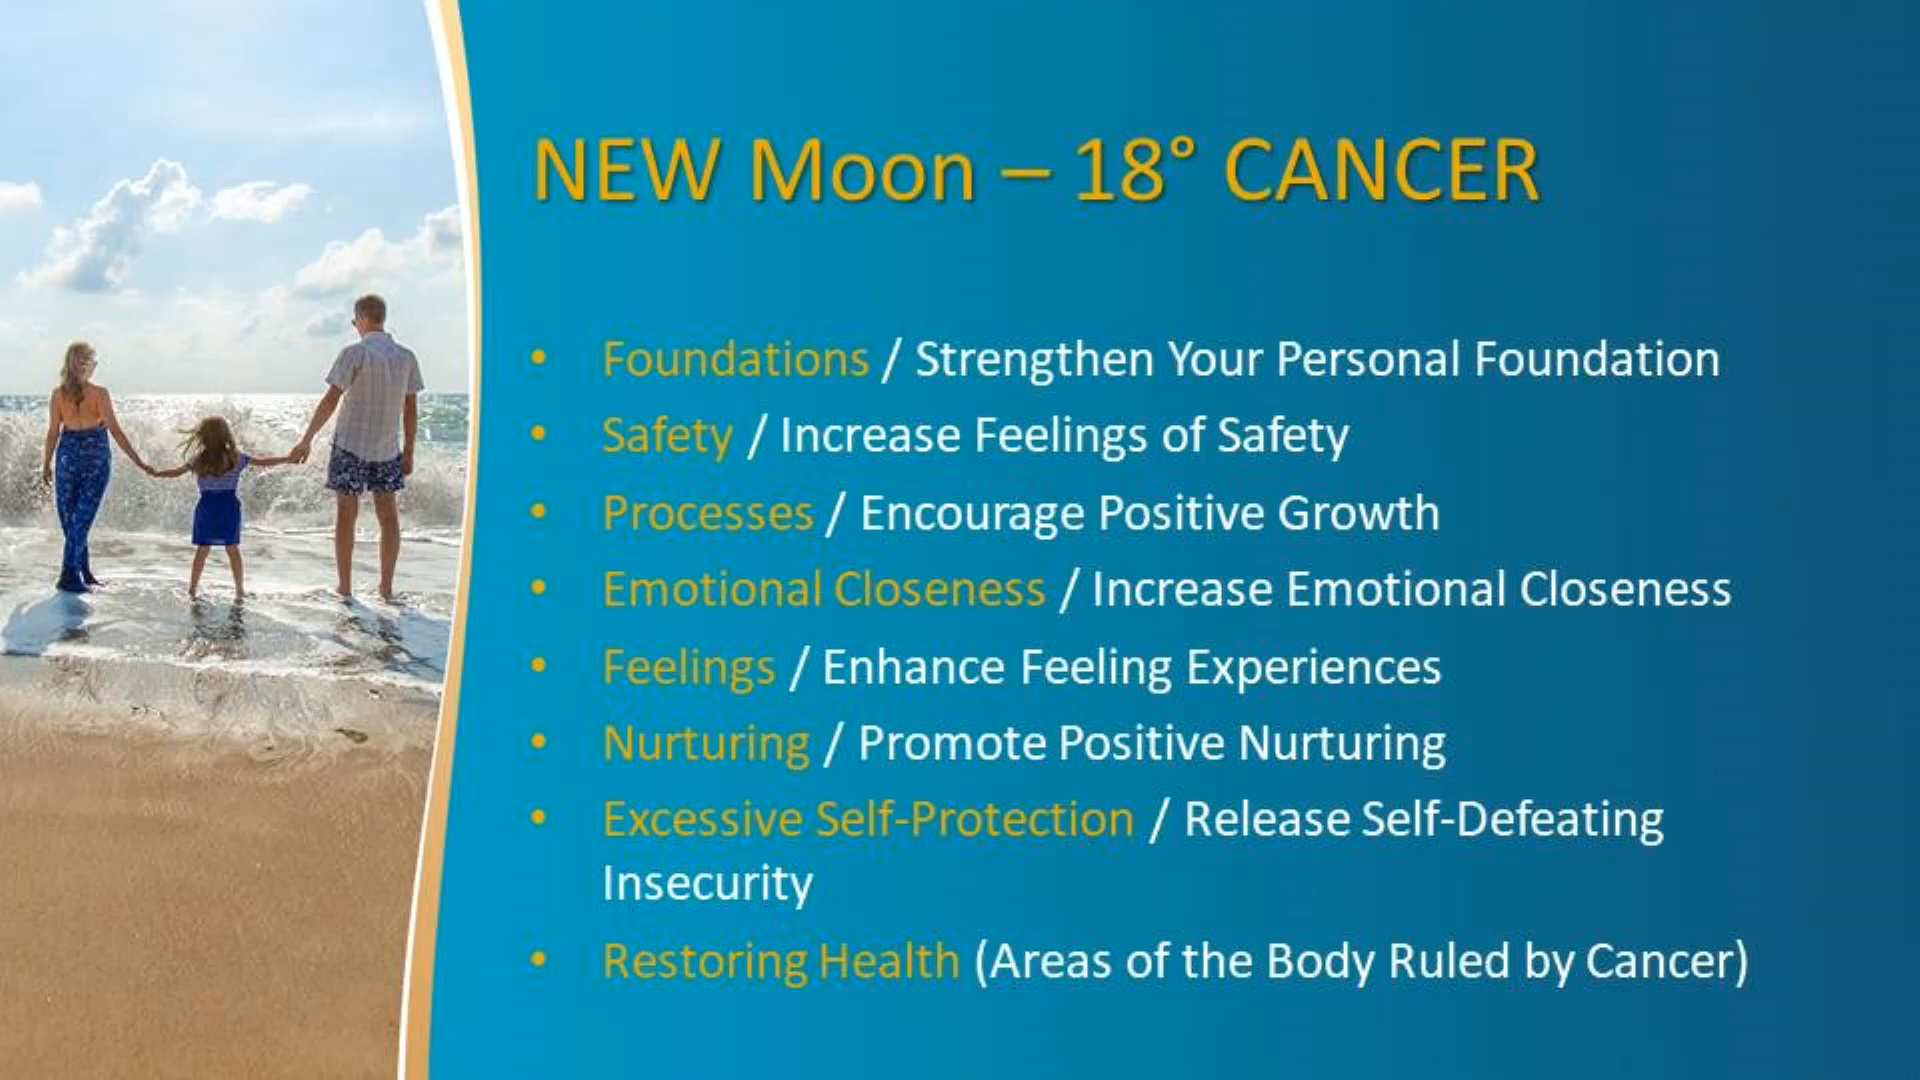 NEW Moon – 18° CANCER
• Foundations / Strengthen Your Personal Foundation
• Safety / Increase Feelings of Safety
• Processes / Encourage Positive Growth
• Emotional Closeness / Increase Emotional Closeness
• Feelings / Enhance Feeling Experiences
• Nurturing / Promote Positive Nurturing
• Excessive Self-Protection / Release Self-Defeating
Insecurity
• Restoring Health (Areas of the Body Ruled by Cancer)